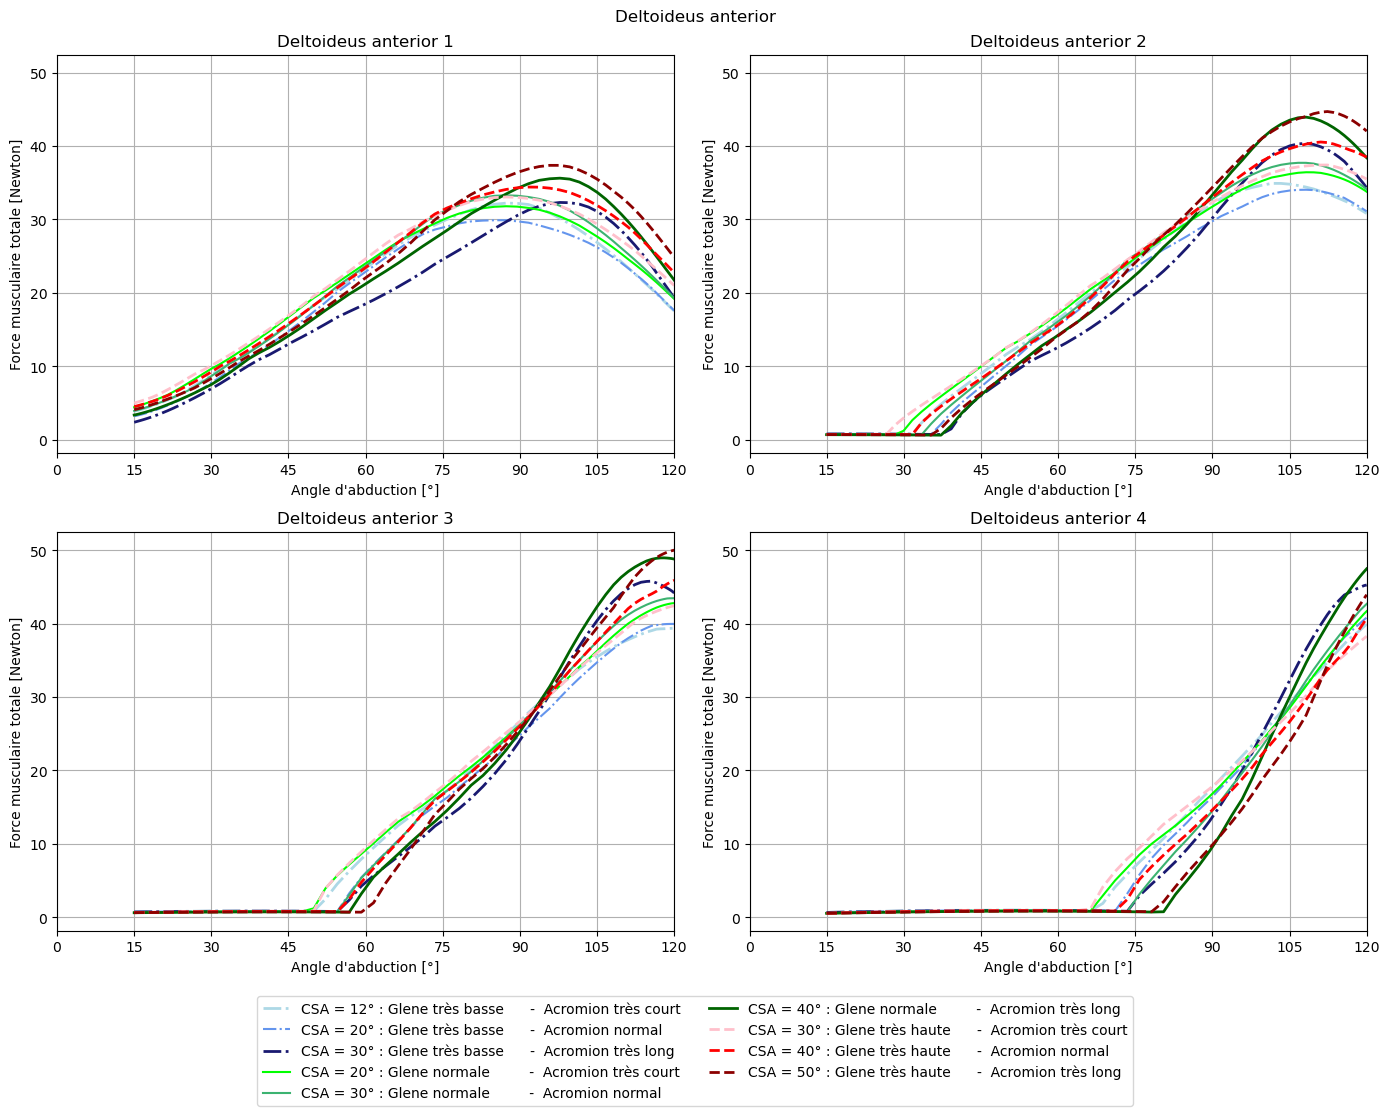 Deltoideus anterior
Deltoideus anterior 1
Force musculaire totale [Newton]
50
40
30
20
10
0
0 15 30 45 60 75 90 105 120
Angle d'abduction [°]
Deltoideus anterior 2
Force musculaire totale [Newton]
50
40
30
20
10
0
0 15 30 45 60 75 90 105 120
Angle d'abduction [°]
Deltoideus anterior 3
Force musculaire totale [Newton]
50
40
30
20
10
0
0 15 30 45 60 75 90 105 120
Angle d'abduction [°]
Deltoideus anterior 4
Force musculaire totale [Newton]
50
40
30
20
10
0
0 15 30 45 60 75 90 105 120
Angle d'abduction [°]
CSA = 12° : Glene très basse - Acromion très court
CSA = 20° : Glene très basse - Acromion normal
CSA = 30° : Glene très basse - Acromion très long
CSA = 20° : Glene normale - Acromion très court
CSA = 30° : Glene normale - Acromion normal
CSA = 40° : Glene normale - Acromion très long
CSA = 30° : Glene très haute - Acromion très court
CSA = 40° : Glene très haute - Acromion normal
CSA = 50° : Glene très haute - Acromion très long